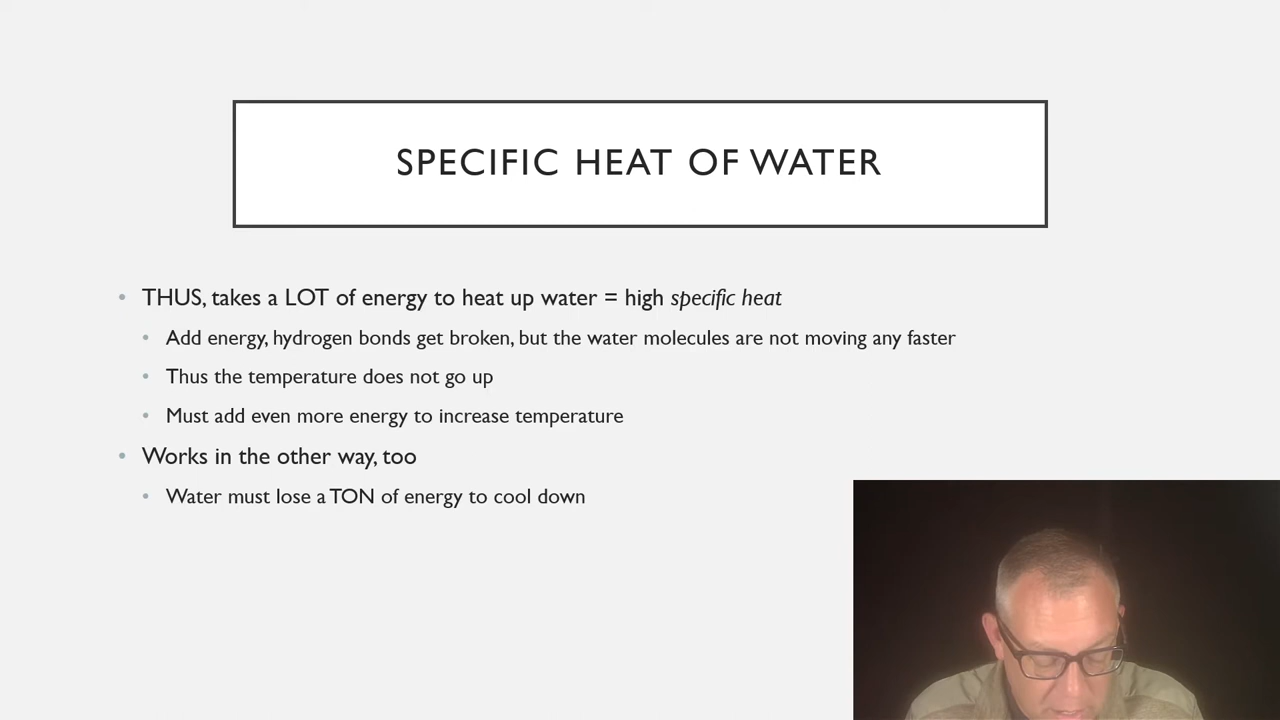 SPECIFIC HEAT OF WATER
THUS, takes a LOT of energy to heat up water = high specific heat
Add energy, hydrogen bonds get broken, but the water molecules are not moving any faster
Thus the temperature does not go up
Must add even more energy to increase temperature
Works in the other way, too
Water must lose a TON of energy to cool down